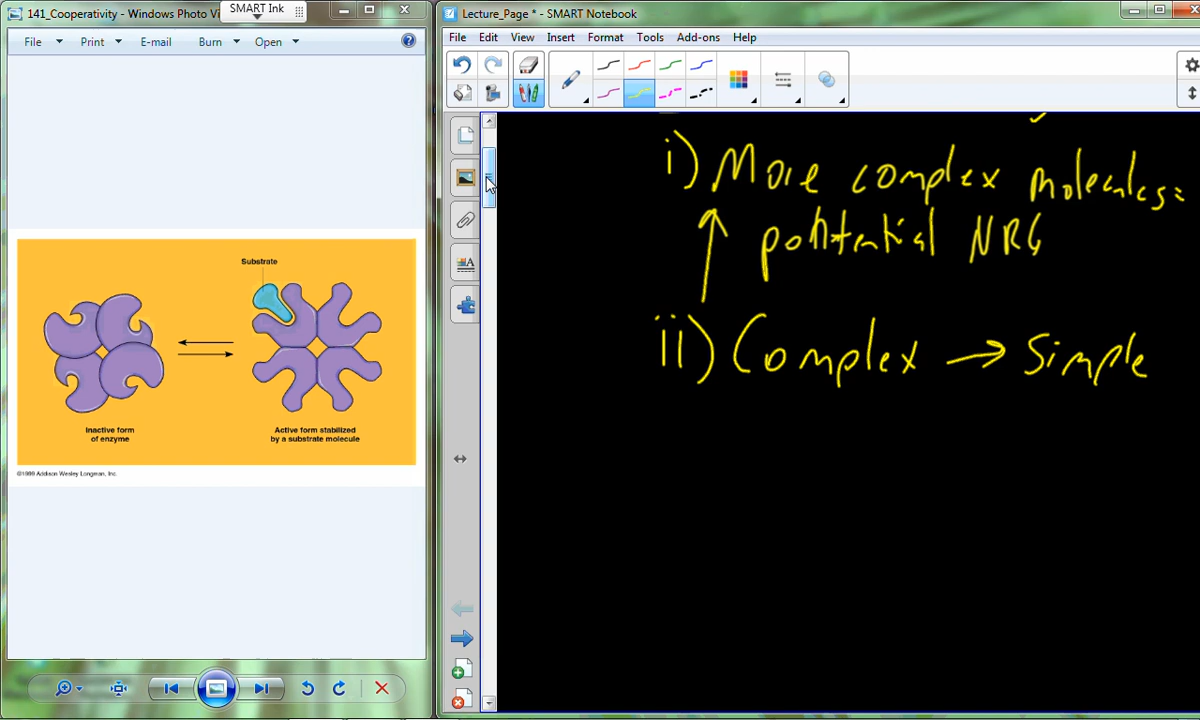 141_Cooperativity - Windows Photo Vi
SMART Ink
File Print E-mail Burn Open
Substrate
Inactive form
of enzyme
Active form stabilized
by a substrate molecule
©1999 Addison Wesley Longman, Inc.
Lecture_Page * - SMART Notebook
File Edit View Insert Format Tools Add-ons Help
i) More complex molecules =
↑ potential NRG
ii) Complex → Simple